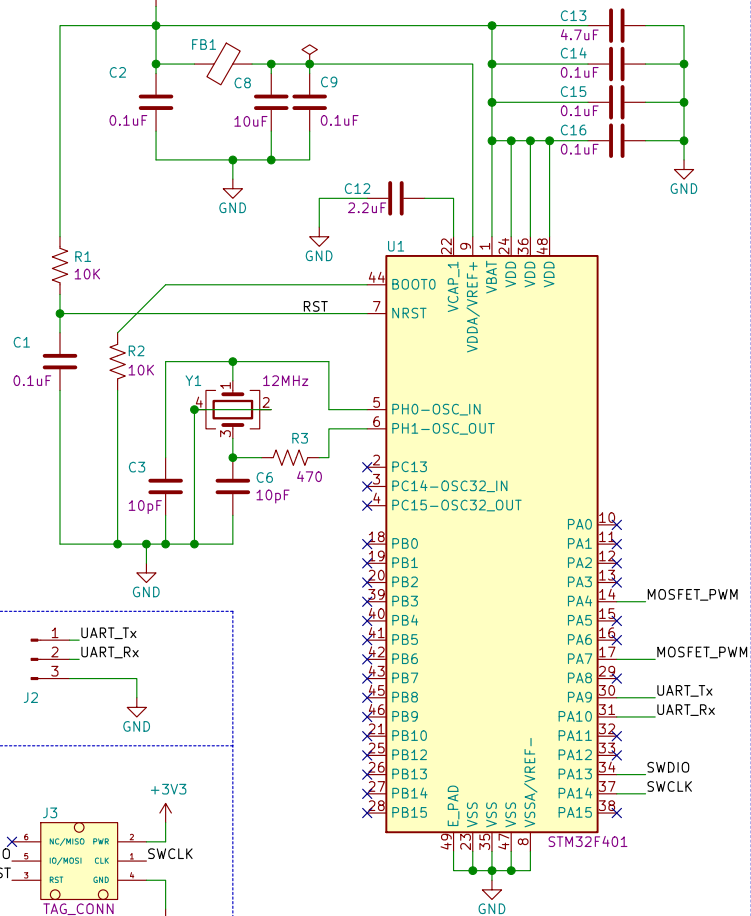 C13
4.7uF
C14
0.1uF
C15
0.1uF
C16
0.1uF
GND
C2
0.1uF
FB1
C8
10uF
C9
0.1uF
GND
C12
2.2uF
GND
R1
10K
C1
0.1uF
R2
10K
RST
Y1
12MHz
1
4
2
3
R3
470
C3
10pF
C6
10pF
GND
U1
22
9
1
24
36
48
VCAP_1
VDDA/VREF+
VBAT
VDD
VDD
VDD
44 BOOT0
7 NRST
5 PH0-OSC_IN
6 PH1-OSC_OUT
2 PC13
3 PC14-OSC32_IN
4 PC15-OSC32_OUT
18 PB0
19 PB1
20 PB2
39 PB3
40 PB4
41 PB5
42 PB6
43 PB7
45 PB8
46 PB9
21 PB10
25 PB12
26 PB13
27 PB14
28 PB15
PA0 10
PA1 11
PA2 12
PA3 13
PA4 14 MOSFET_PWM
PA5 15
PA6 16
PA7 17 MOSFET_PWM
PA8 29
PA9 30 UART_Tx
PA10 31 UART_Rx
PA11 32
PA12 33
PA13 34 SWDIO
PA14 37 SWCLK
PA15 38
E_PAD
VSS
VSS
VSS
VSSA/VREF-
49
23
35
47
8
STM32F401
GND
1 UART_Tx
2 UART_Rx
3
J2
GND
+3V3
J3
6 NC/MISO PWR 2
O 5 IO/MOSI CLK 1 SWCLK
ST 3 RST GND 4
TAG_CONN